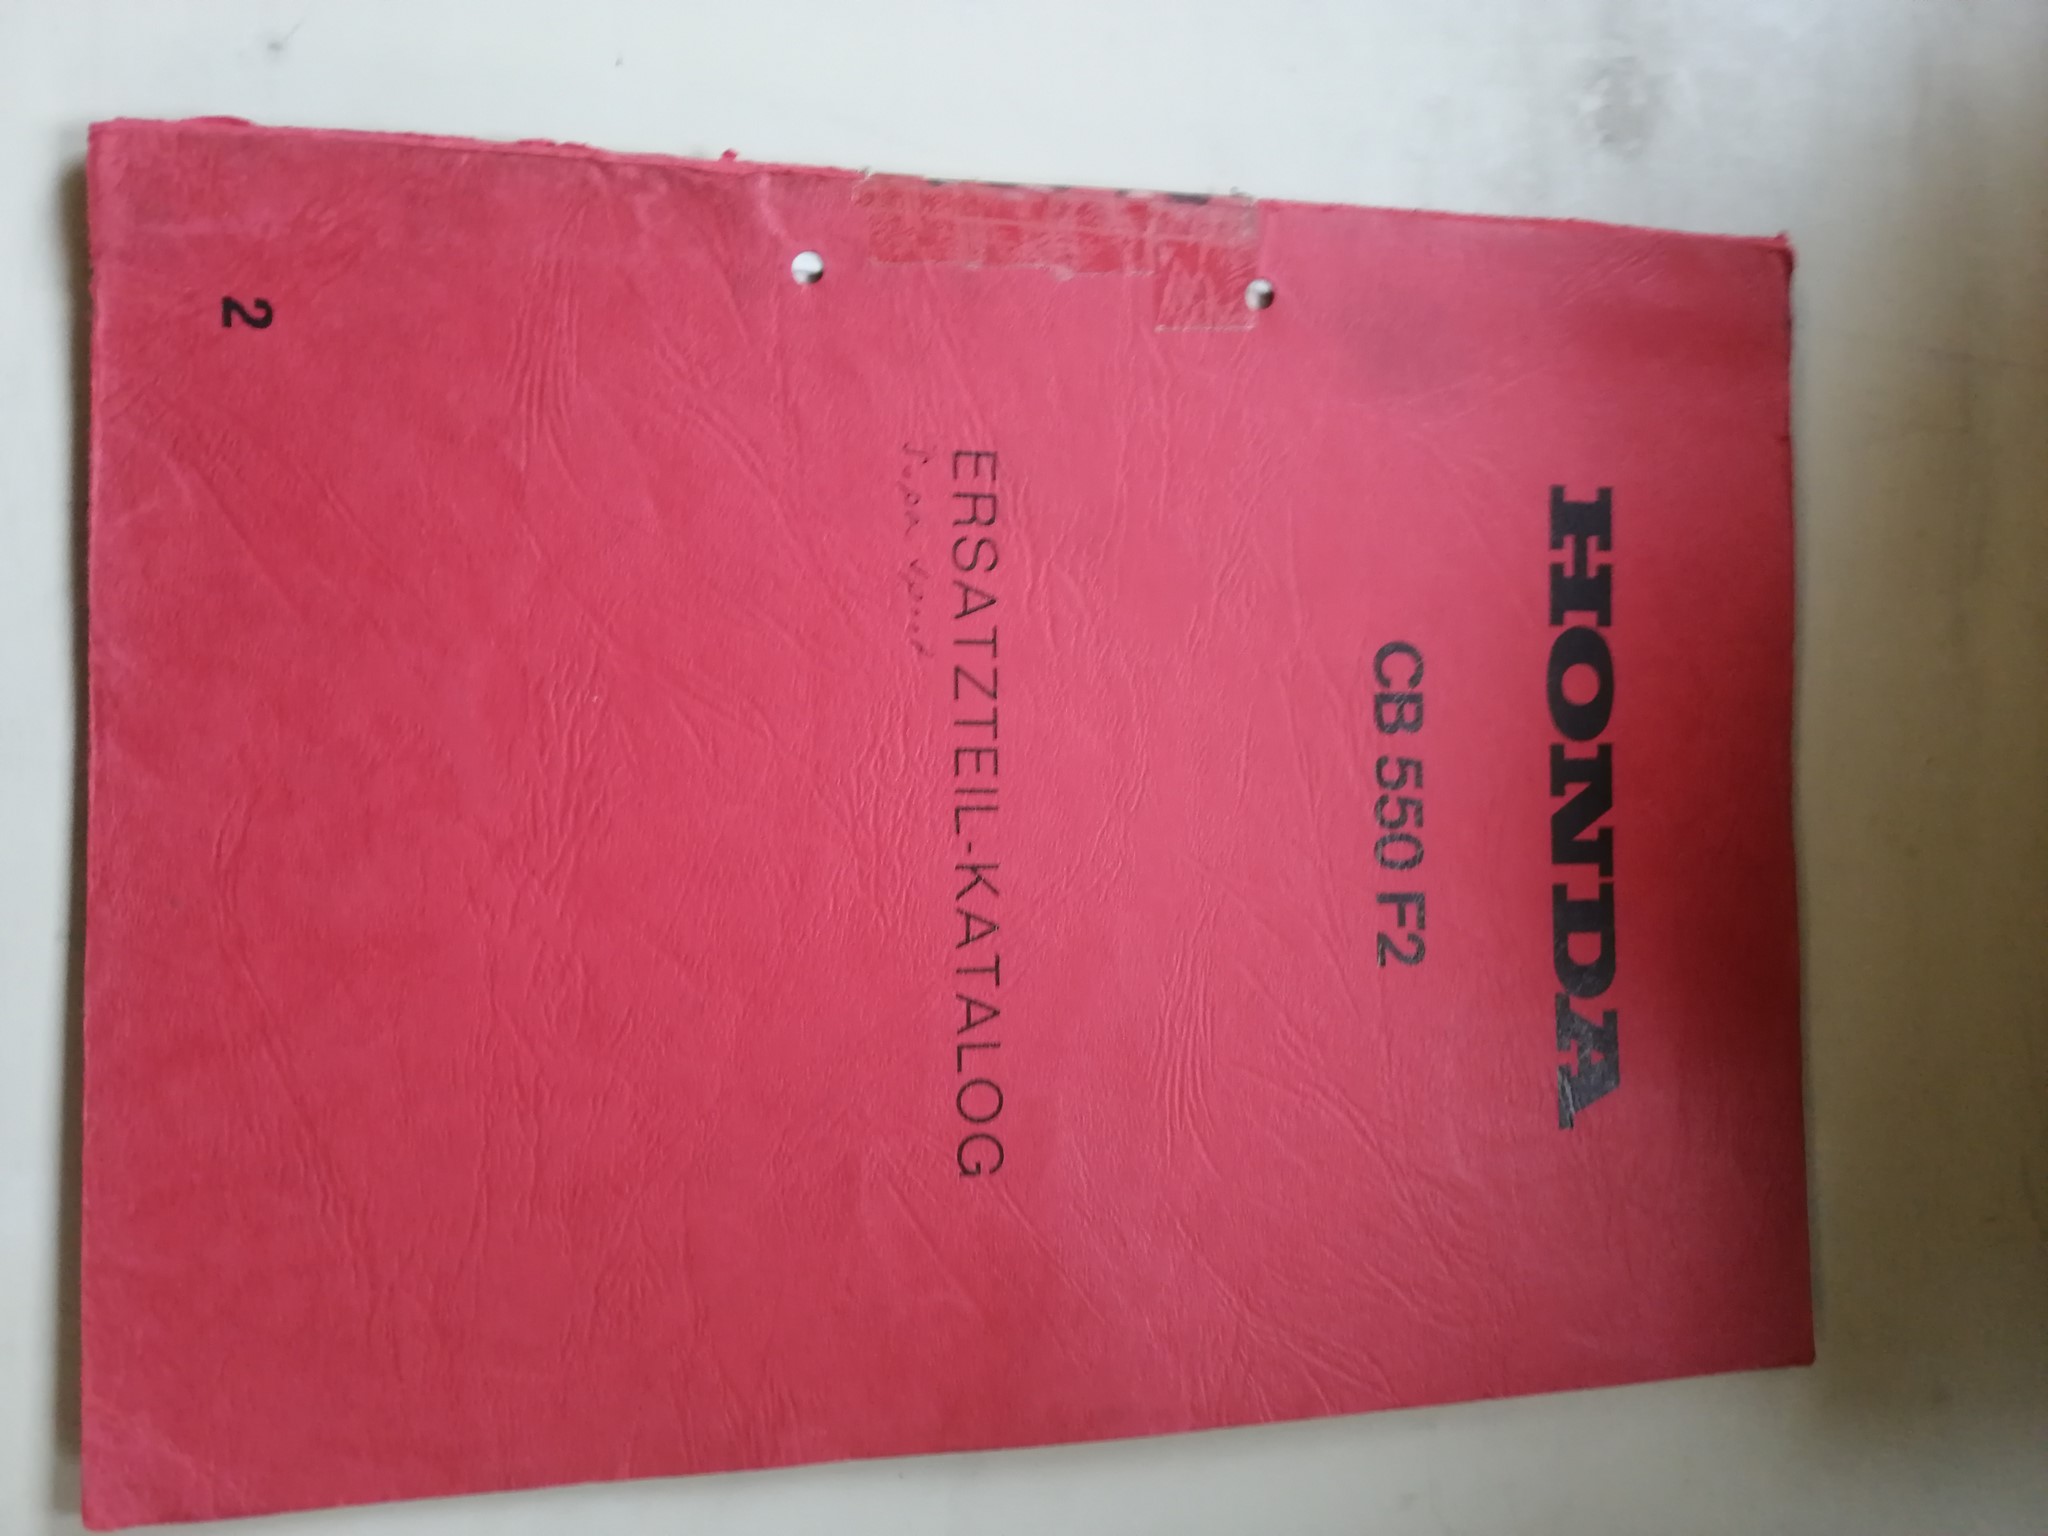 HONDA
CB 550 F2
ERSATZTEIL-KATALOG
2